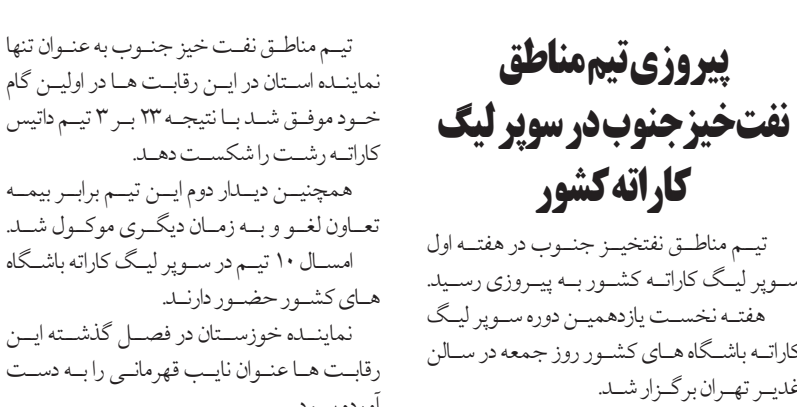 پیروزی تیم مناطق
نفت‌خیز جنوب در سوپر لیگ
کاراته کشور
تیـم مناطـق نفتخیـز جنـوب در هفتـه اول
سـوپر لیـگ کاراتـه کشـور بـه پیـروزی رسـید.
هفتـه نخسـت یازدهمیـن دوره سـوپر لیـگ
کاراتـه باشـگاه هـای کشـور روز جمعه در سـالن
غدیـر تهـران برگـزار شـد.
تیـم مناطـق نفـت خیز جنـوب به عنـوان تنها
نماینـده اسـتان در ایـن رقابـت هـا در اولیـن گام
خـود موفـق شـد بـا نتیجـه ۲۳ بـر ۳ تیـم داتیس
کاراتـه رشـت را شکسـت دهـد.
همچنیـن دیـدار دوم ایـن تیـم برابـر بیمـه
تعـاون لغـو و بـه زمـان دیگـری موکـول شـد.
امسـال ۱۰ تیـم در سـوپر لیـگ کاراته باشـگاه
هـای کشـور حضـور دارنـد.
نماینـده خوزسـتان در فصـل گذشـته ایـن
رقابـت هـا عنـوان نایـب قهرمانـی را بـه دسـت